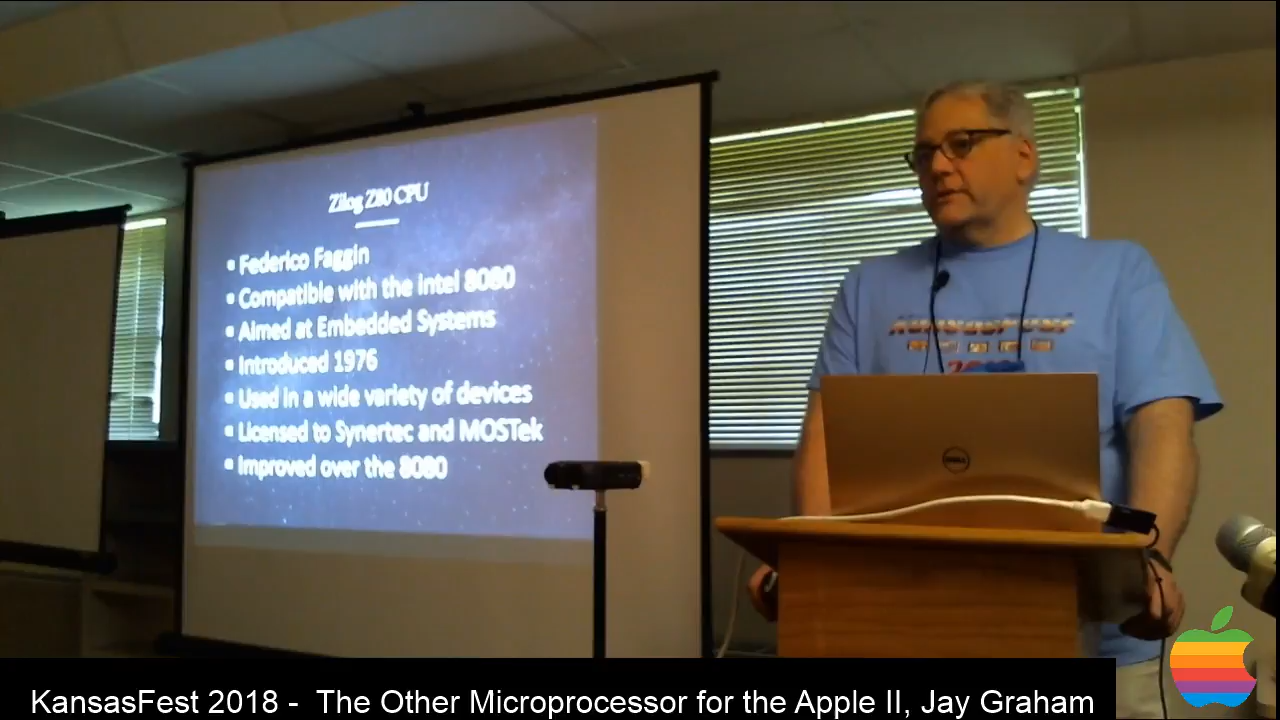 Zilog Z80 CPU
▪ Federico Faggin
▪ Compatible with the Intel 8080
▪ Aimed at Embedded Systems
▪ Introduced 1976
▪ Used in a wide variety of devices
▪ Licensed to Synertec and MOSTek
▪ Improved over the 8080
DELL
KansasFest 2018 - The Other Microprocessor for the Apple II, Jay Graham